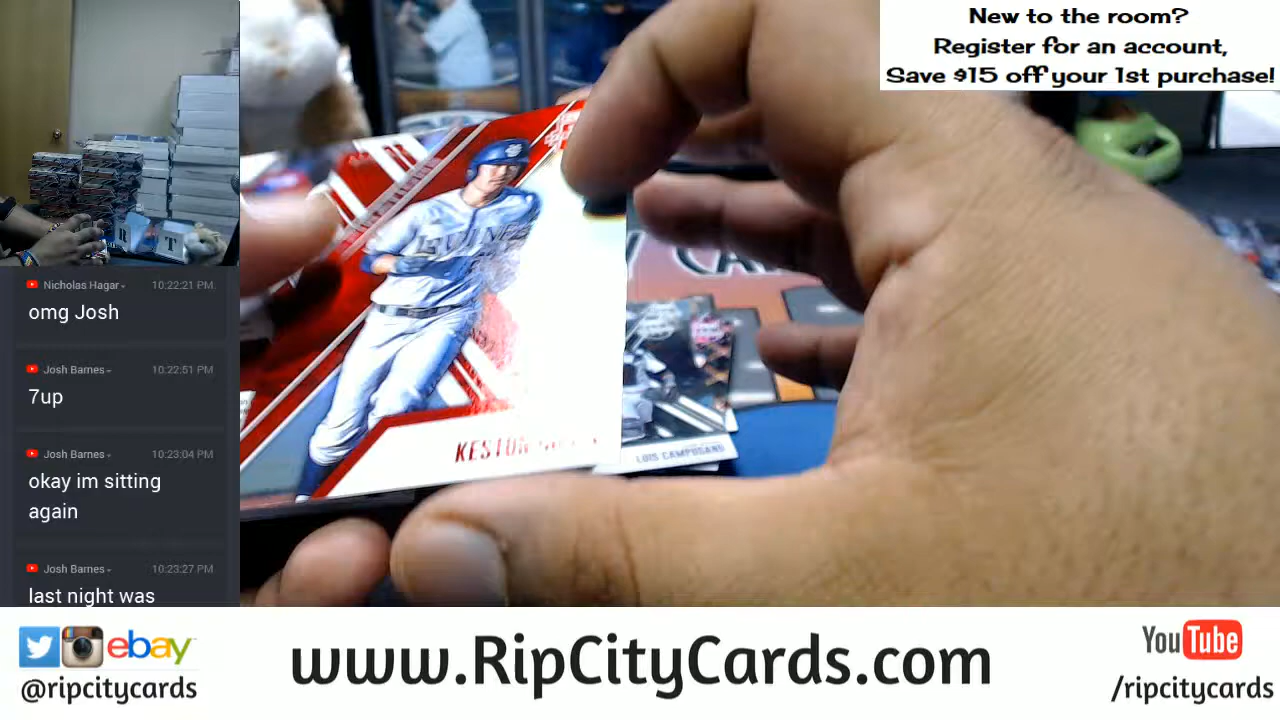 New to the room?
Register for an account,
Save $15 off your 1st purchase!
Nicholas Hagar
10:22:21 PM
omg Josh
Josh Barnes
10:22:51 PM
7up
Josh Barnes
10:23:04 PM
okay im sitting
again
Josh Barnes
10:23:27 PM
last night was
R T
KESTON
LUIS CAMPUSANO
ebay
@ripcitycards
www.RipCityCards.com
YouTube
/ripcitycards